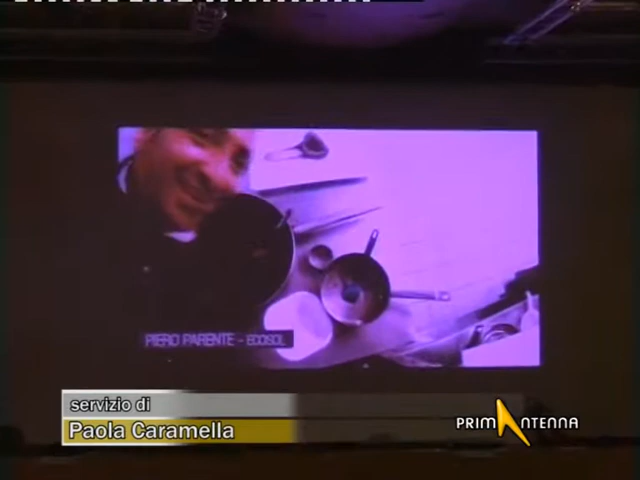 PIERO PARENTE - ECOSOL
servizio di
Paola Caramella
PRIMANTENNA